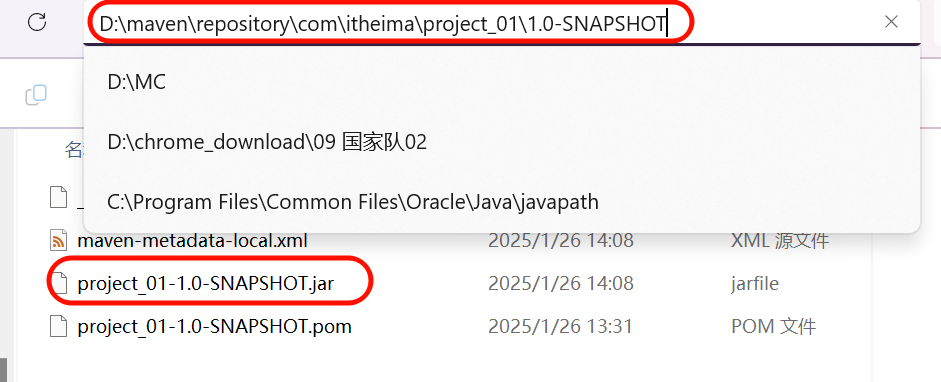 D:\maven\repository\com\itheima\project_01\1.0-SNAPSHOT
D:\MC
D:\chrome_download\09 国家队02
C:\Program Files\Common Files\Oracle\Java\javapath
maven-metadata-local.xml 2025/1/26 14:08 XML 源文件
project_01-1.0-SNAPSHOT.jar 2025/1/26 14:08 jarfile
project_01-1.0-SNAPSHOT.pom 2025/1/26 13:31 POM 文件